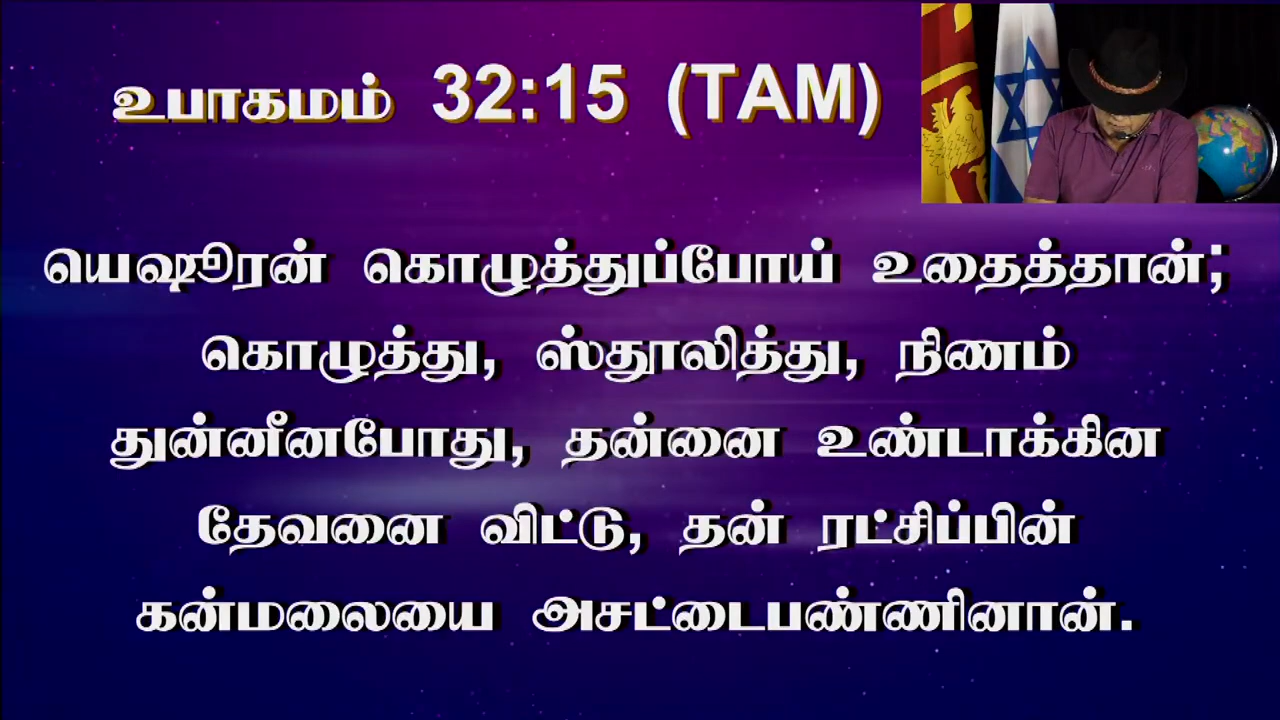 உபாகமம் 32:15 (TAM)
யெஷூரன் கொழுத்துப்போய் உதைத்தான்;
கொழுத்து, ஸ்தூலித்து, நிணம்
துன்னீனபோது, தன்னை உண்டாக்கின
தேவனை விட்டு, தன் ரட்சிப்பின்
கன்மலையை அசட்டைபண்ணினான்.